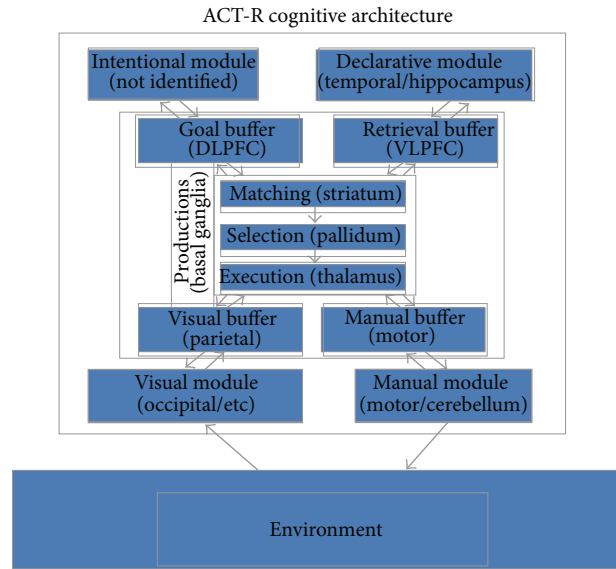 ACT-R cognitive architecture
Intentional module
(not identified)
Declarative module
(temporal/hippocampus)
Goal buffer
(DLPFC)
Retrieval buffer
(VLPFC)
Productions
(basal ganglia)
Matching (striatum)
Selection (pallidum)
Execution (thalamus)
Visual buffer
(parietal)
Manual buffer
(motor)
Visual module
(occipital/etc)
Manual module
(motor/cerebellum)
Environment